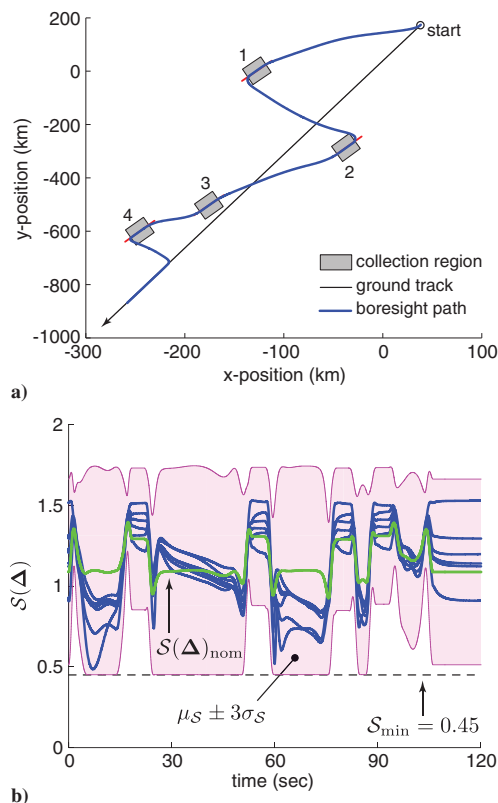 200
0
-200
-400
-600
-800
-1000
y-position (km)
start
1
2
3
4
collection region
ground track
boresight path
-300
-200
-100
0
100
x-position (km)
a)
2
1.5
1
0.5
0
S(Δ)
S(Δ)nom
μS ± 3σS
Smin = 0.45
0
30
60
90
120
time (sec)
b)